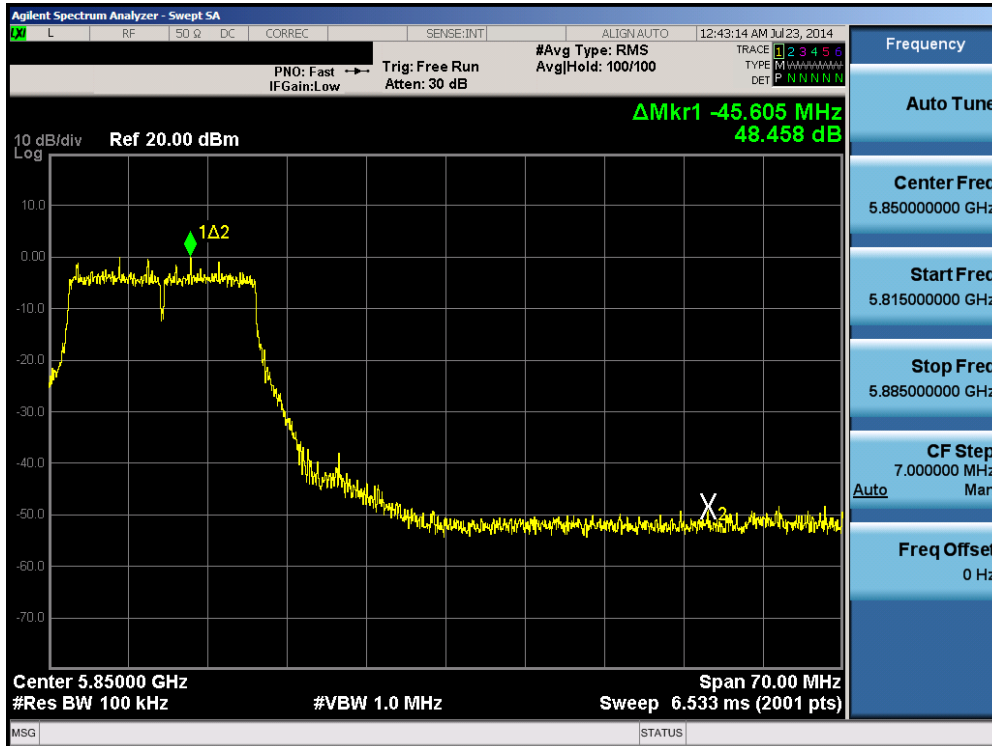 Agilent Spectrum Analyzer - Swept SA
LXI L RF 50 Ω DC CORREC SENSE:INT ALIGN AUTO 12:43:14 AM Jul 23, 2014
PNO: Fast
IFGain:Low
Trig: Free Run
Atten: 30 dB
#Avg Type: RMS
Avg|Hold: 100/100
TRACE 1 2 3 4 5 6
TYPE M
DET P N N N N N
ΔMkr1 -45.605 MHz
48.458 dB
10 dB/div Ref 20.00 dBm
Log
10.0
0.00
-10.0
-20.0
-30.0
-40.0
-50.0
-60.0
-70.0
1Δ2
X2
Center 5.85000 GHz Span 70.00 MHz
#Res BW 100 kHz #VBW 1.0 MHz Sweep 6.533 ms (2001 pts)
MSG STATUS
Frequency
Auto Tune
Center Freq
5.850000000 GHz
Start Freq
5.815000000 GHz
Stop Freq
5.885000000 GHz
CF Step
7.000000 MHz
Auto Man
Freq Offset
0 Hz